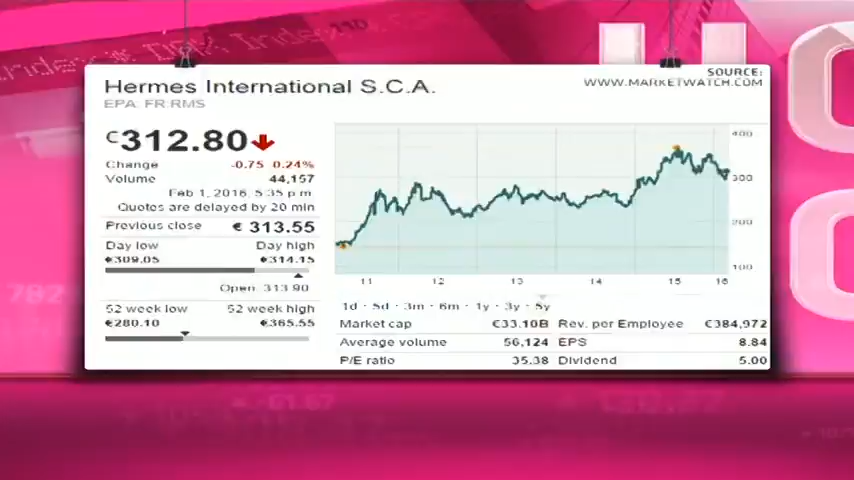 Index* DAX Index 110
Hermes International S.C.A.
EPA: FR:RMS
SOURCE:
WWW.MARKETWATCH.COM
€312.80
Change -0.75 0.24%
Volume 44,157
Feb 1, 2016, 5:35 p.m.
Quotes are delayed by 20 min
Previous close € 313.55
Day low Day high
€309.05 €314.15
Open: 313.90
52 week low 52 week high
€280.10 €365.55
400
300
200
100
11 12 13 14 15 16
1d · 5d · 3m · 6m · 1y · 3y · 5y
Market cap €33.10B Rev. per Employee €384,972
Average volume 56,124 EPS 8.84
P/E ratio 35.38 Dividend 5.00